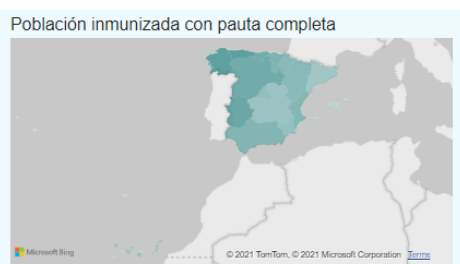 Población inmunizada con pauta completa
Microsoft Bing
© 2021 TomTom, © 2021 Microsoft Corporation Terms